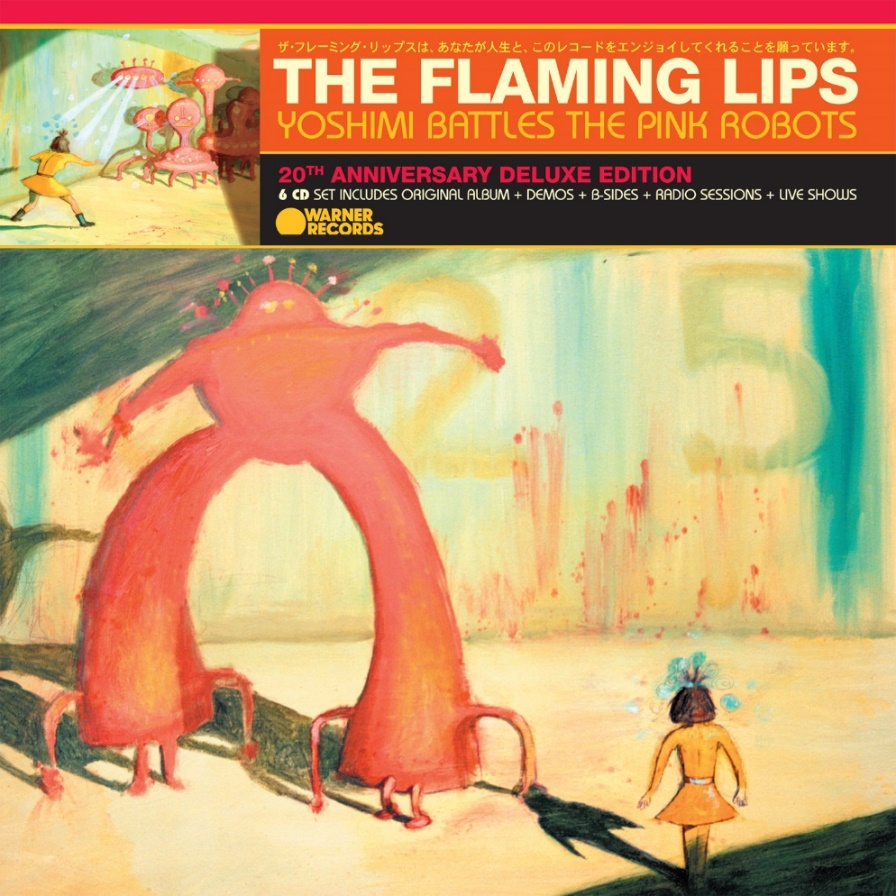 ザ・フレーミング・リップスは、あなたが人生と、このレコードをエンジョイしてくれることを願っています。
THE FLAMING LIPS
YOSHIMI BATTLES THE PINK ROBOTS
20TH ANNIVERSARY DELUXE EDITION
6 CD SET INCLUDES ORIGINAL ALBUM + DEMOS + B-SIDES + RADIO SESSIONS + LIVE SHOWS
WARNER
RECORDS
25